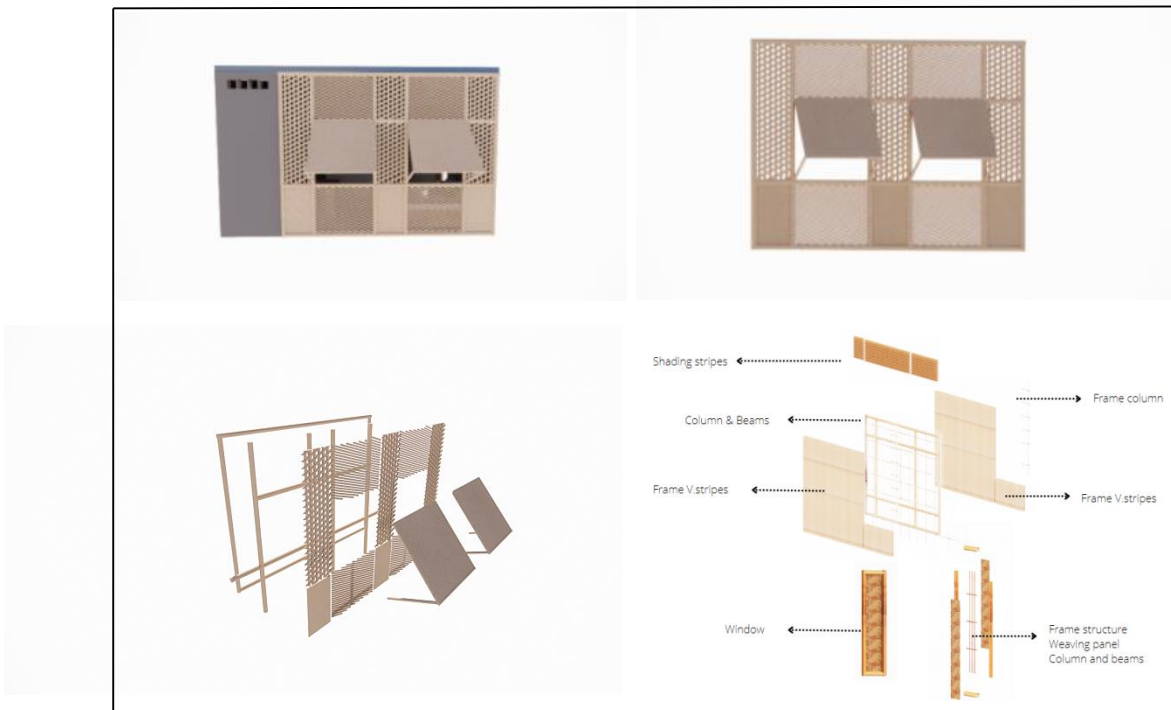 Shading stripes
Frame column
Column & Beams
Frame V.stripes
Frame V.stripes
Window
Frame structure
Weaving panel
Column and beams